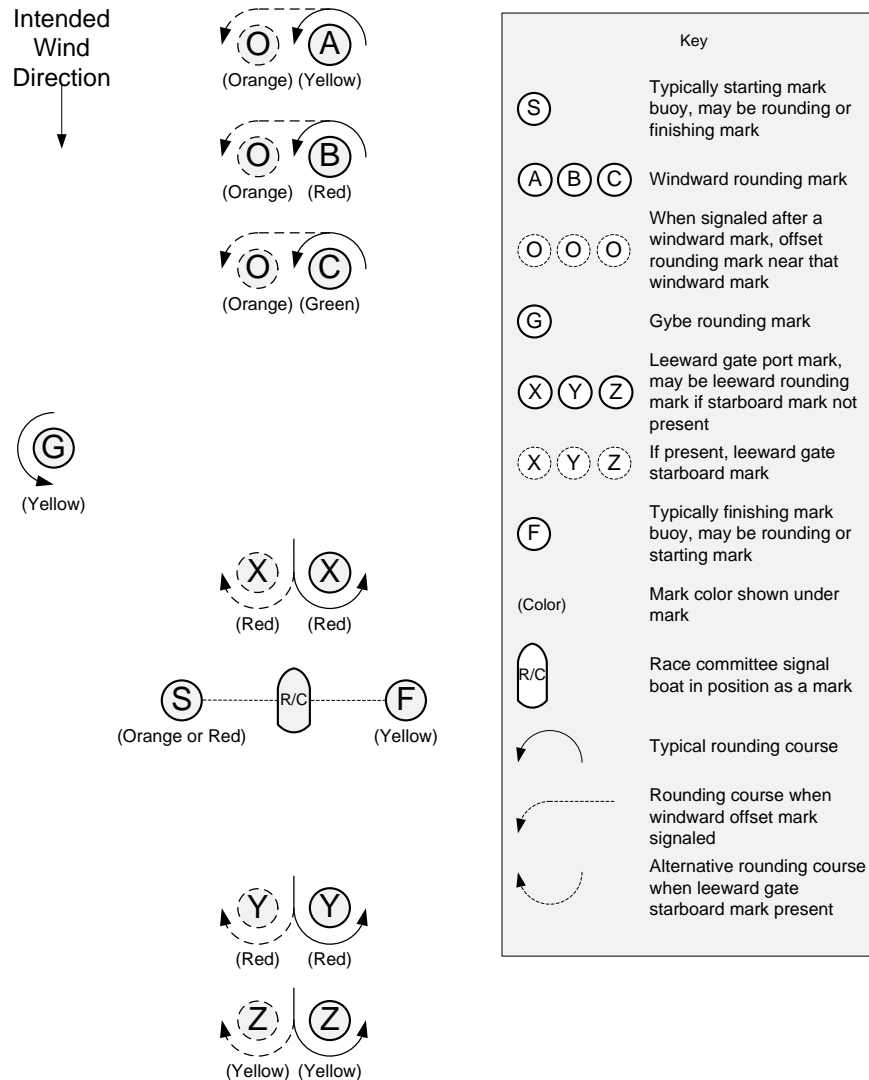 Intended
Wind
Direction
O A
(Orange) (Yellow)
O B
(Orange) (Red)
O C
(Orange) (Green)
G
(Yellow)
X X
(Red) (Red)
S R/C F
(Orange or Red) (Yellow)
Y Y
(Red) (Red)
Z Z
(Yellow) (Yellow)
Key
S Typically starting mark
buoy, may be rounding or
finishing mark
A B C Windward rounding mark
When signaled after a
windward mark, offset
O O O rounding mark near that
windward mark
G Gybe rounding mark
Leeward gate port mark,
X Y Z may be leeward rounding
mark if starboard mark not
present
X Y Z If present, leeward gate
starboard mark
Typically finishing mark
F buoy, may be rounding or
starting mark
(Color) Mark color shown under
mark
R/C Race committee signal
boat in position as a mark
Typical rounding course
Rounding course when
windward offset mark
signaled
Alternative rounding course
when leeward gate
starboard mark present